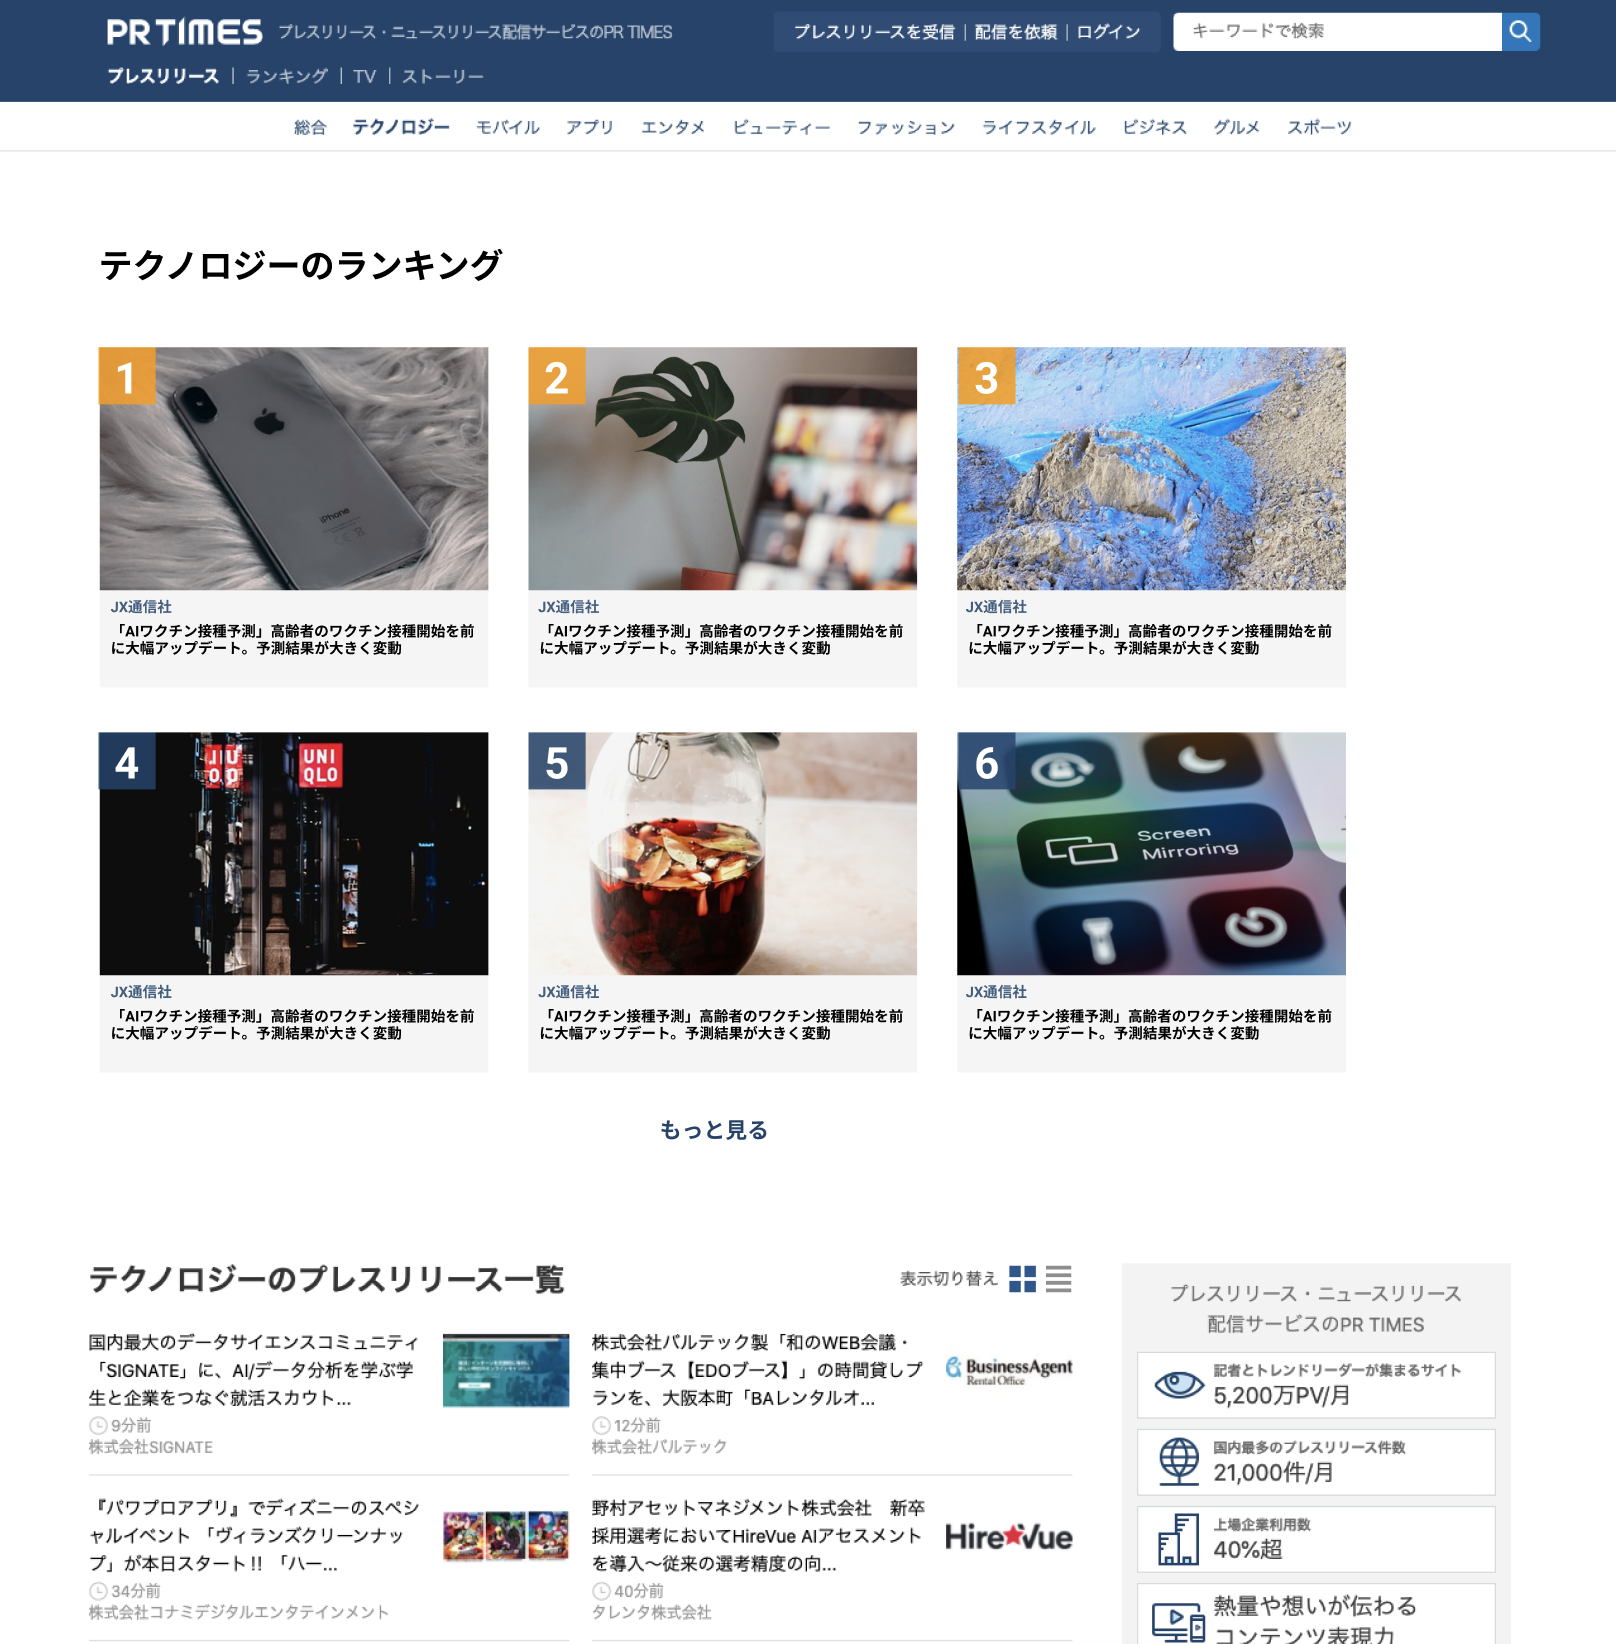 PR TIMES
プレスリリース・ニュースリリース配信サービスのPR TIMES
プレスリリースを受信 | 配信を依頼 | ログイン
キーワードで検索
プレスリリース | ランキング | TV | ストーリー
総合 テクノロジー モバイル アプリ エンタメ ビューティー ファッション ライフスタイル ビジネス グルメ スポーツ
テクノロジーのランキング
1
iPhone
JX通信社
「AIワクチン接種予測」高齢者のワクチン接種開始を前
に大幅アップデート。予測結果が大きく変動
2
JX通信社
「AIワクチン接種予測」高齢者のワクチン接種開始を前
に大幅アップデート。予測結果が大きく変動
3
JX通信社
「AIワクチン接種予測」高齢者のワクチン接種開始を前
に大幅アップデート。予測結果が大きく変動
4
UNI
QLO
JX通信社
「AIワクチン接種予測」高齢者のワクチン接種開始を前
に大幅アップデート。予測結果が大きく変動
5
JX通信社
「AIワクチン接種予測」高齢者のワクチン接種開始を前
に大幅アップデート。予測結果が大きく変動
6
Screen
Mirroring
JX通信社
「AIワクチン接種予測」高齢者のワクチン接種開始を前
に大幅アップデート。予測結果が大きく変動
もっと見る
テクノロジーのプレスリリース一覧
表示切り替え
国内最大のデータサイエンスコミュニティ
「SIGNATE」に、AI/データ分析を学ぶ学
生と企業をつなぐ就活スカウト...
9分前
株式会社SIGNATE
株式会社バルテック製「和のWEB会議・
集中ブース【EDOブース】」の時間貸しプ
ランを、大阪本町「BAレンタルオ...
12分前
株式会社バルテック
BusinessAgent
Rental Office
『パワプロアプリ』でディズニーのスペシ
ャルイベント 「ヴィランズクリーンナッ
プ」が本日スタート!! 「ハー...
34分前
株式会社コナミデジタルエンタテインメント
野村アセットマネジメント株式会社 新卒
採用選考においてHireVue AIアセスメント
を導入〜従来の選考精度の向...
40分前
タレンタ株式会社
HireVue
プレスリリース・ニュースリリース
配信サービスのPR TIMES
記者とトレンドリーダーが集まるサイト
5,200万PV/月
国内最多のプレスリリース件数
21,000件/月
上場企業利用数
40%超
熱量や想いが伝わる
コンテンツ表現力